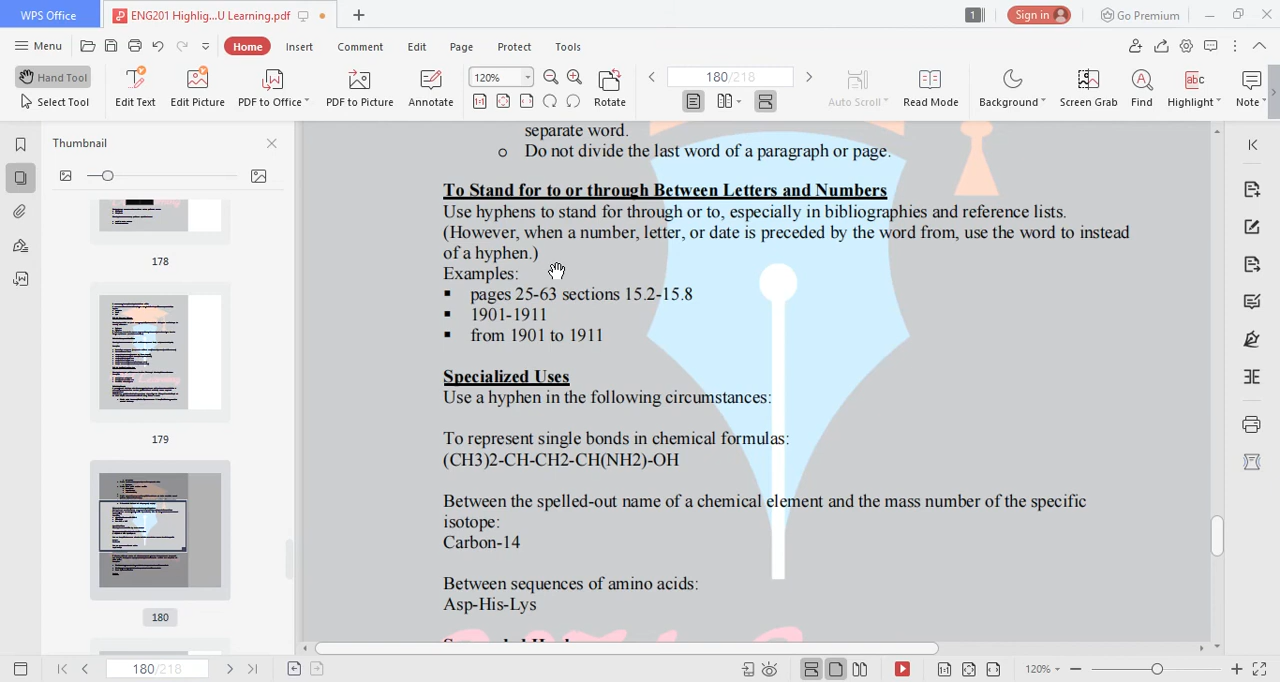 WPS Office
ENG201 Highlig...U Learning.pdf
1
Sign in
Go Premium
Menu
Home
Insert
Comment
Edit
Page
Protect
Tools
Hand Tool
Select Tool
Edit Text
Edit Picture
PDF to Office
PDF to Picture
Annotate
120%
180/218
Rotate
Auto Scroll
Read Mode
Background
Screen Grab
Find
abc
Highlight
Note
Thumbnail
178
179
180
separate word.
o Do not divide the last word of a paragraph or page.
To Stand for to or through Between Letters and Numbers
Use hyphens to stand for through or to, especially in bibliographies and reference lists.
(However, when a number, letter, or date is preceded by the word from, use the word to instead
of a hyphen.)
Examples:
▪ pages 25-63 sections 15.2-15.8
▪ 1901-1911
▪ from 1901 to 1911
Specialized Uses
Use a hyphen in the following circumstances:
To represent single bonds in chemical formulas:
(CH3)2-CH-CH2-CH(NH2)-OH
Between the spelled-out name of a chemical element and the mass number of the specific
isotope:
Carbon-14
Between sequences of amino acids:
Asp-His-Lys
180/218
120%